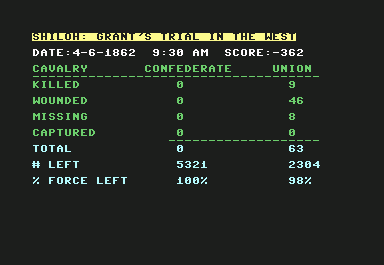 SHILOH: GRANT'S TRIAL IN THE WEST
DATE:4-6-1862 9:30 AM SCORE:-362
CAVALRY CONFEDERATE UNION
KILLED 0 9
WOUNDED 0 46
MISSING 0 8
CAPTURED 0 0
TOTAL 0 63
# LEFT 5321 2304
% FORCE LEFT 100% 98%